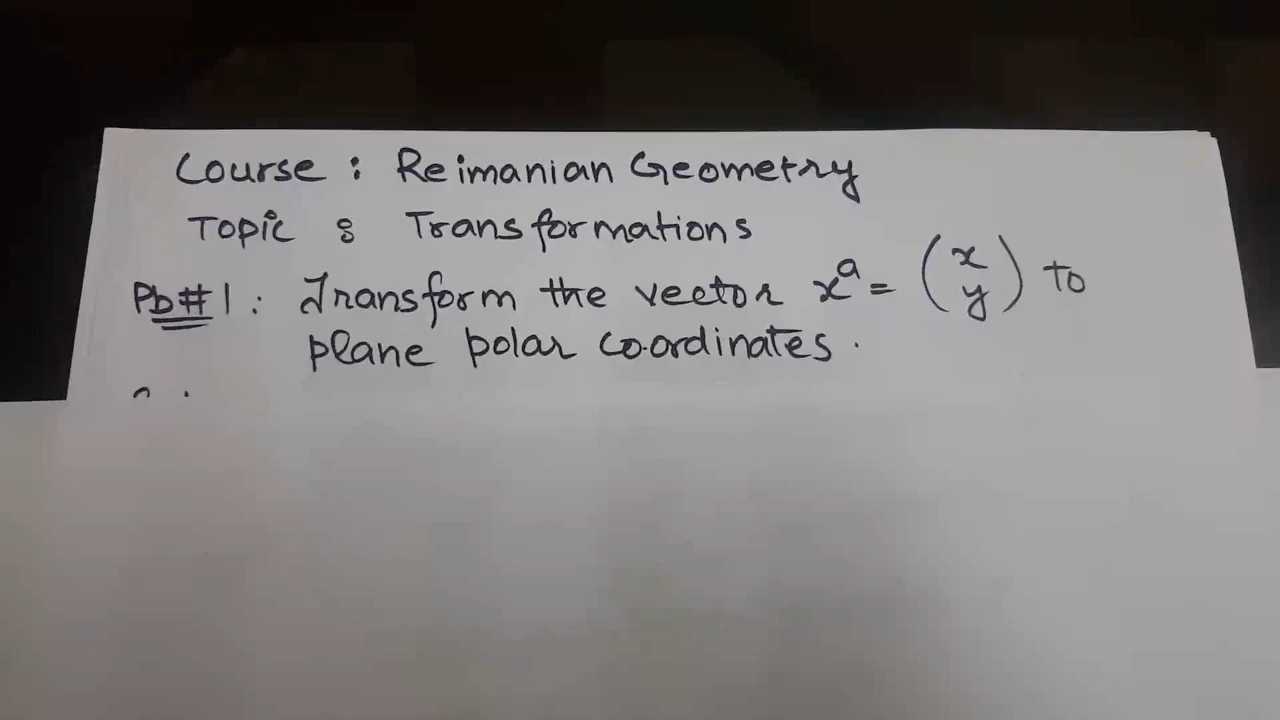 Course : Reimanian Geometry
Topic : Transformations
Pb#1 : Transform the vector x^a = (x y) to
plane polar coordinates.